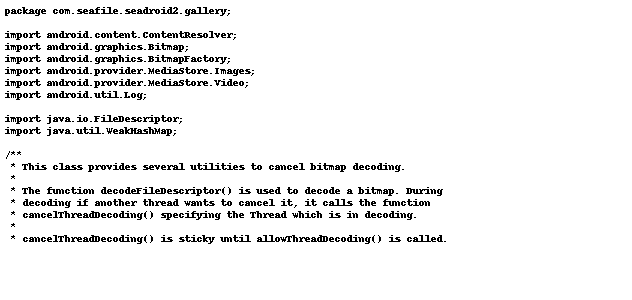 package com.seafile.seadroid2.gallery;

import android.content.ContentResolver;
import android.graphics.Bitmap;
import android.graphics.BitmapFactory;
import android.provider.MediaStore.Images;
import android.provider.MediaStore.Video;
import android.util.Log;

import java.io.FileDescriptor;
import java.util.WeakHashMap;

/**
 * This class provides several utilities to cancel bitmap decoding.
 *
 * The function decodeFileDescriptor() is used to decode a bitmap. During
 * decoding if another thread wants to cancel it, it calls the function
 * cancelThreadDecoding() specifying the Thread which is in decoding.
 *
 * cancelThreadDecoding() is sticky until allowThreadDecoding() is called.